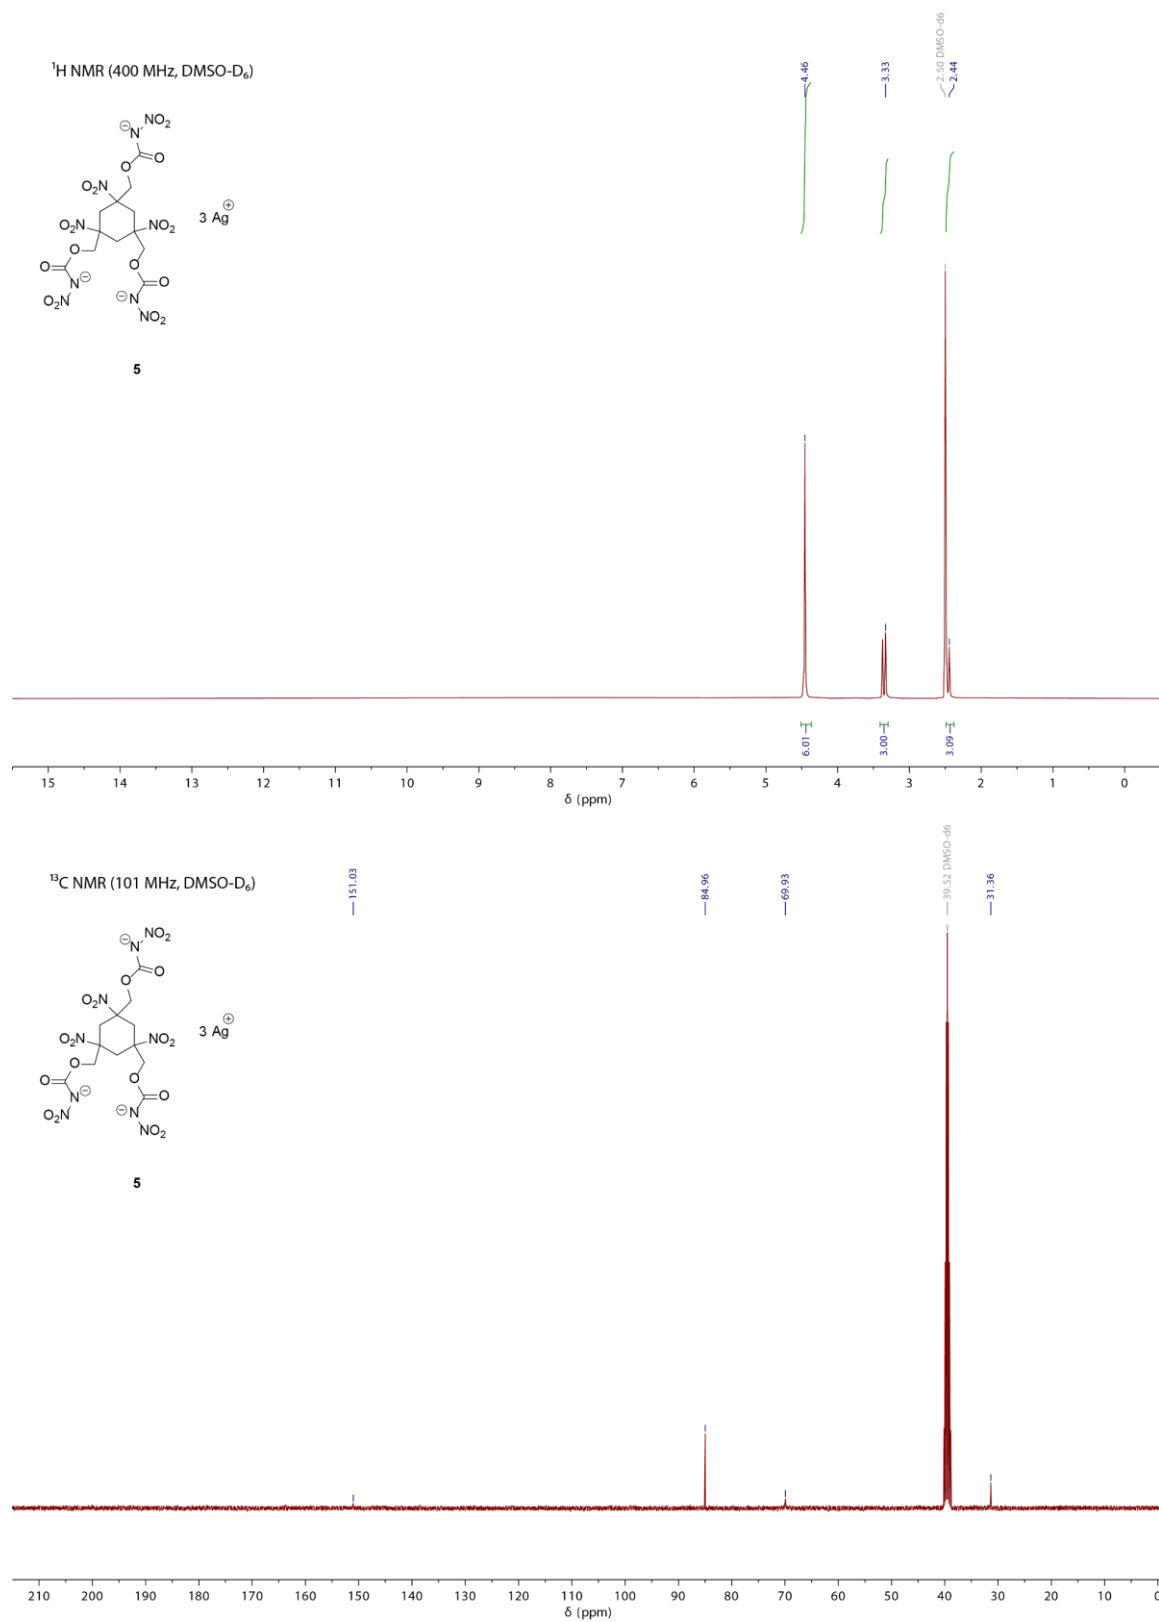 2.50 DMSO-d6
4.46
3.33
2.44
¹H NMR (400 MHz, DMSO-D₆)
⊖
NO₂
N
O
O
O₂N
O₂N
NO₂
3 Ag⊕
O
O
O
O
N⊖
O₂N
⊖N
NO₂
5
6.01
3.00
3.09
15 14 13 12 11 10 9 8 7 6 5 4 3 2 1 0
δ (ppm)
¹³C NMR (101 MHz, DMSO-D₆)
151.03
84.96
69.93
39.52 DMSO-d6
31.36
⊖
NO₂
N
O
O
O₂N
O₂N
NO₂
3 Ag⊕
O
O
O
O
N⊖
O₂N
⊖N
NO₂
5
210 200 190 180 170 160 150 140 130 120 110 100 90 80 70 60 50 40 30 20 10 0
δ (ppm)